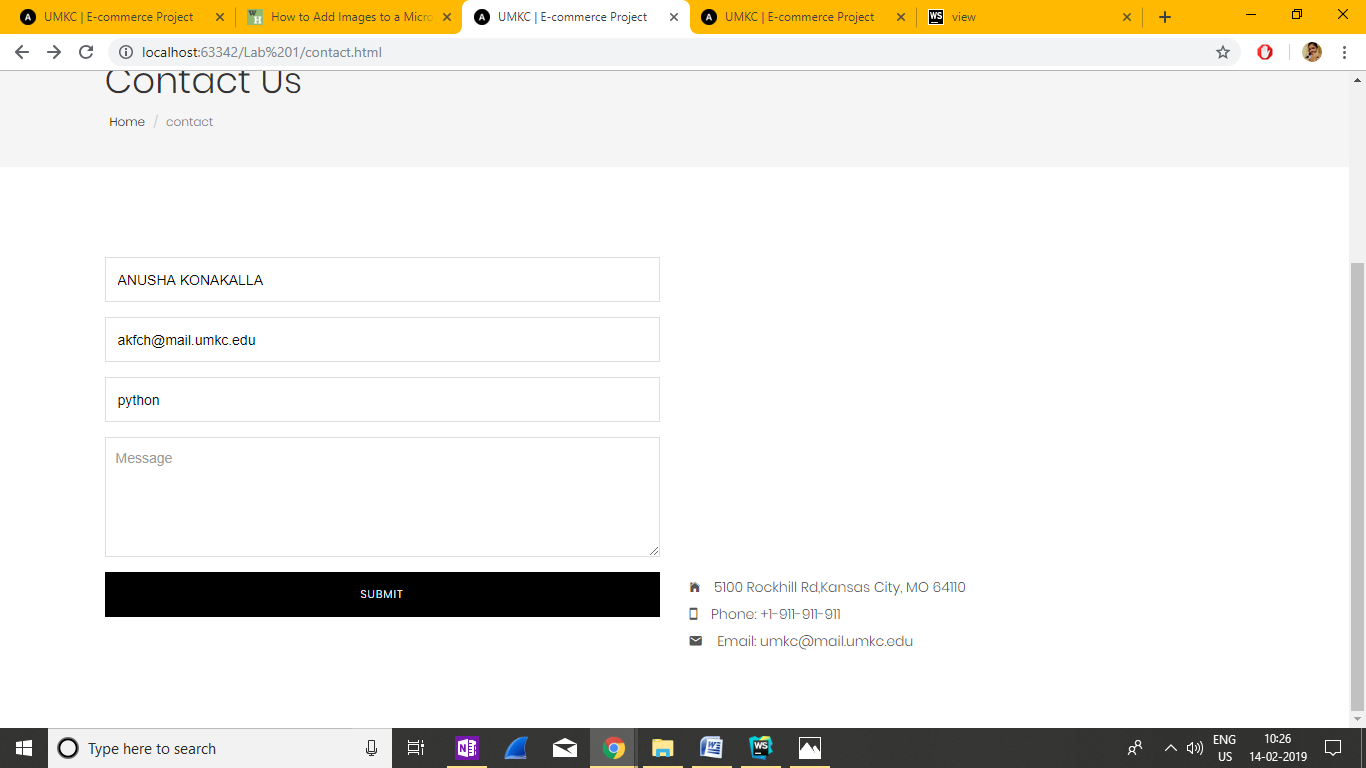 UMKC | E-commerce Project
How to Add Images to a Micro
UMKC | E-commerce Project
UMKC | E-commerce Project
view
localhost:63342/Lab%201/contact.html
Contact Us
Home / contact
ANUSHA KONAKALLA
akfch@mail.umkc.edu
python
Message
SUBMIT
5100 Rockhill Rd,Kansas City, MO 64110
Phone: +1-911-911-911
Email: umkc@mail.umkc.edu
Type here to search
ENG
US
10:26
14-02-2019